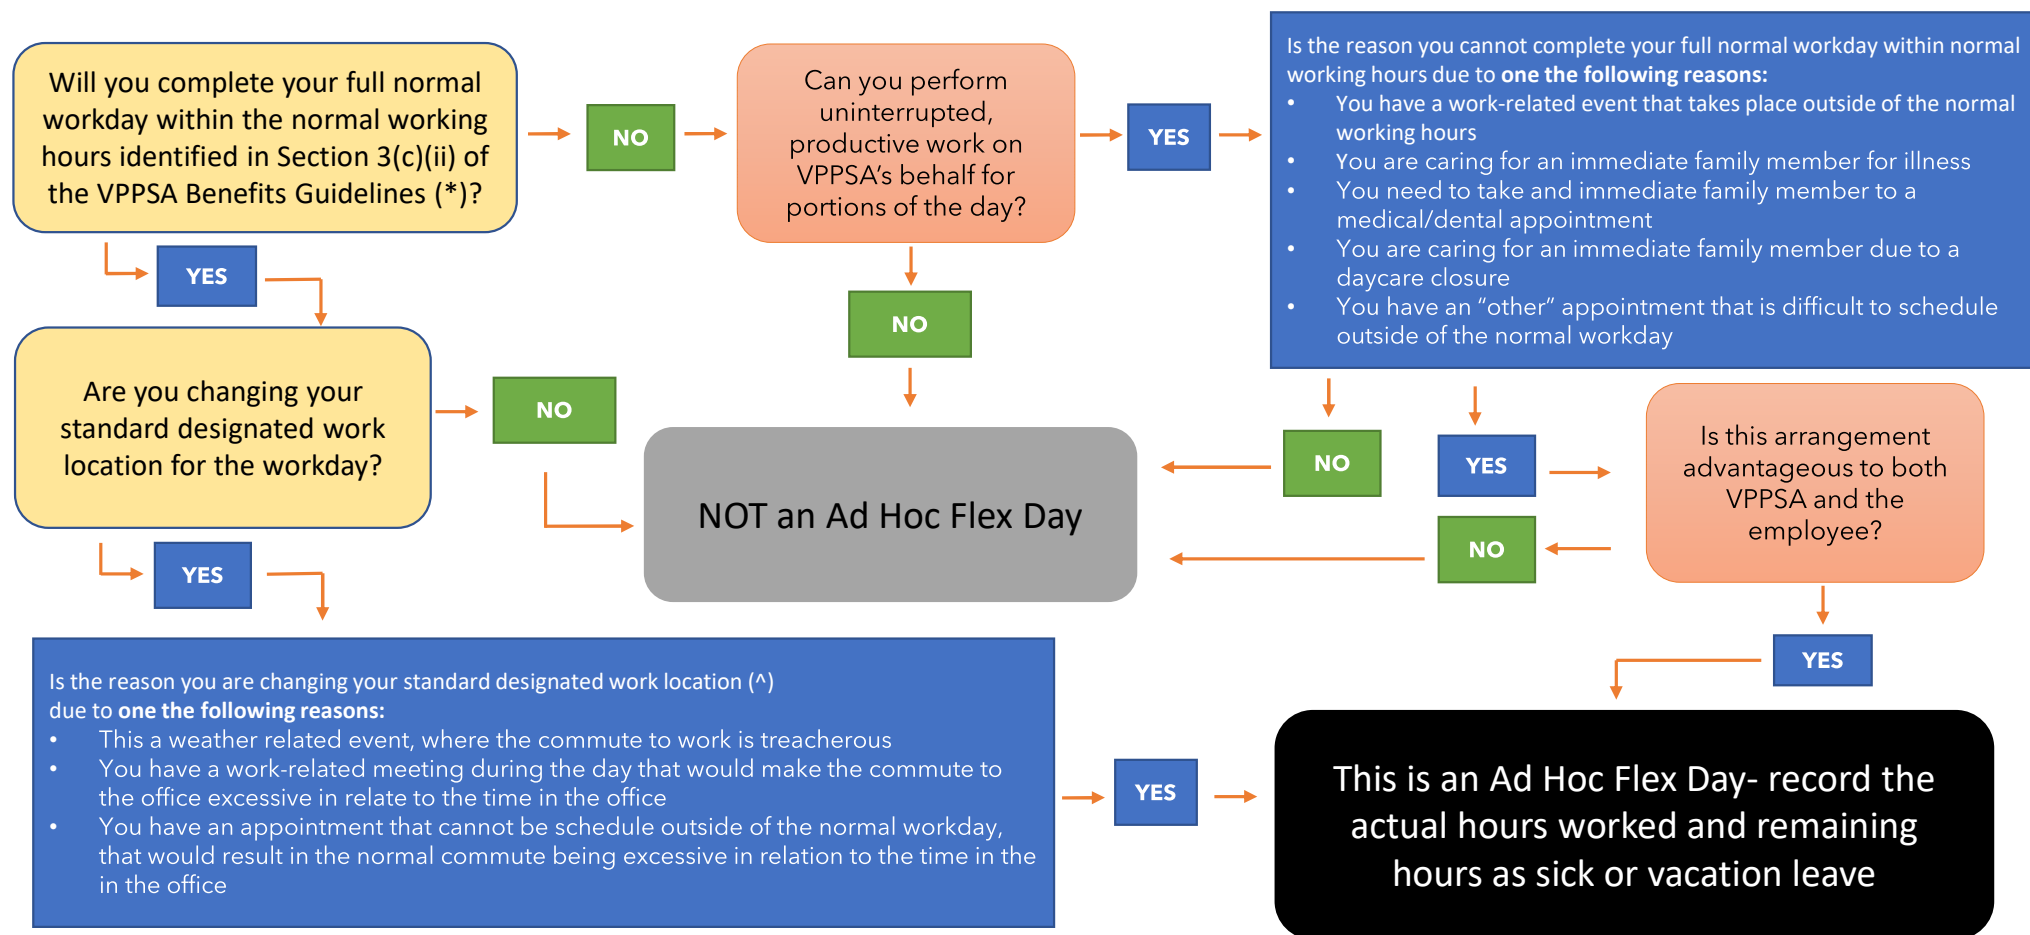 Will you complete your full normal
workday within the normal working
hours identified in Section 3(c)(ii) of
the VPPSA Benefits Guidelines (*)?
NO
Can you perform
uninterrupted,
productive work on
VPPSA's behalf for
portions of the day?
YES
Is the reason you cannot complete your full normal workday within normal
working hours due to one the following reasons:
• You have a work-related event that takes place outside of the normal
working hours
• You are caring for an immediate family member for illness
• You need to take and immediate family member to a
medical/dental appointment
• You are caring for an immediate family member due to a
daycare closure
• You have an “other” appointment that is difficult to schedule
outside of the normal workday
YES
NO
Are you changing your
standard designated work
location for the workday?
NO
NOT an Ad Hoc Flex Day
NO
YES
Is this arrangement
advantageous to both
VPPSA and the
employee?
NO
YES
YES
Is the reason you are changing your standard designated work location (^)
due to one the following reasons:
• This a weather related event, where the commute to work is treacherous
• You have a work-related meeting during the day that would make the commute to
the office excessive in relate to the time in the office
• You have an appointment that cannot be schedule outside of the normal workday,
that would result in the normal commute being excessive in relation to the time in the
in the office
YES
This is an Ad Hoc Flex Day- record the
actual hours worked and remaining
hours as sick or vacation leave